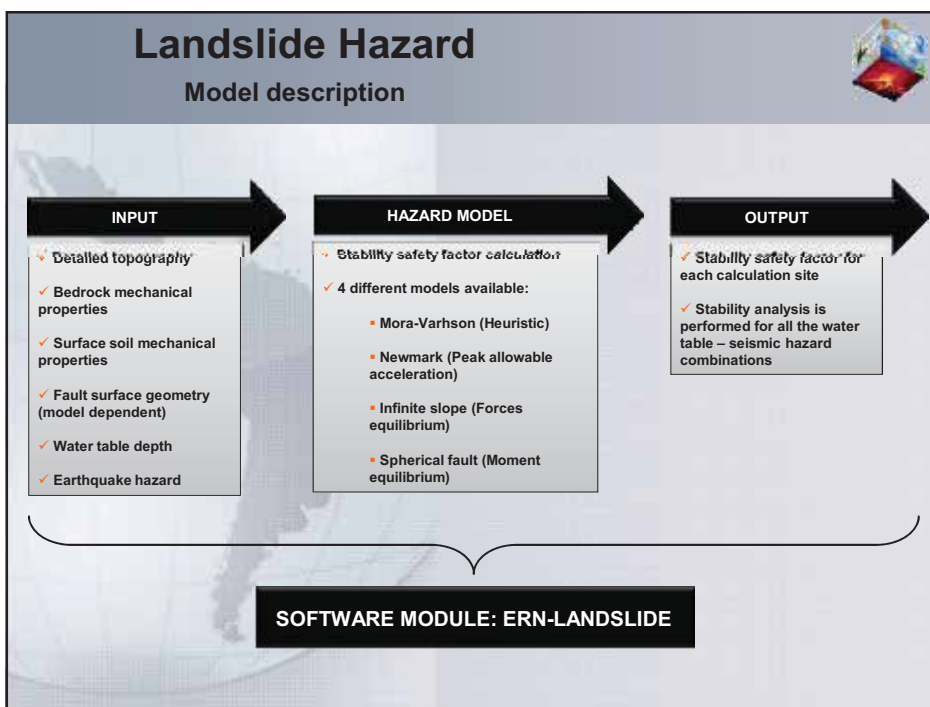 Landslide Hazard
Model description
INPUT
✓ Detailed topography
✓ Bedrock mechanical
properties
✓ Surface soil mechanical
properties
✓ Fault surface geometry
(model dependent)
✓ Water table depth
✓ Earthquake hazard
HAZARD MODEL
✓ Stability safety factor calculation
✓ 4 different models available:
▪ Mora-Varhson (Heuristic)
▪ Newmark (Peak allowable
acceleration)
▪ Infinite slope (Forces
equilibrium)
▪ Spherical fault (Moment
equilibrium)
OUTPUT
✓ Stability safety factor for
each calculation site
✓ Stability analysis is
performed for all the water
table – seismic hazard
combinations
SOFTWARE MODULE: ERN-LANDSLIDE